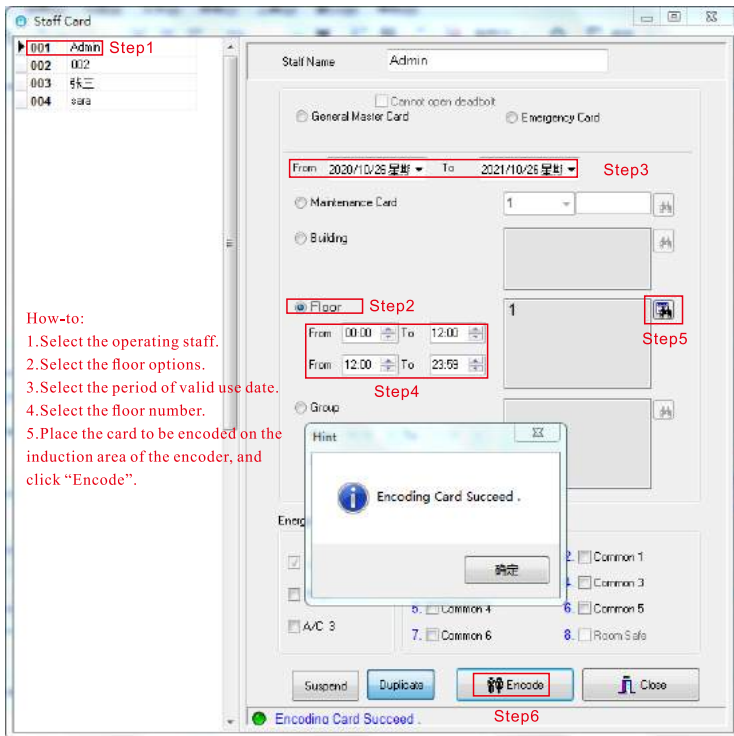 Staff Card
001 Admin Step1
002 002
003 张三
004 sara
Staff Name Admin
Cannot open deadbolt
General Master Card Emergency Card
From 2020/10/26 星期 To 2021/10/26 星期 Step3
Maintenance Card 1
Building
Floor Step2 1
From 00:00 To 12:00
Step5
From 12:00 To 23:59
Step4
Group
How-to:
1.Select the operating staff.
2.Select the floor options.
3.Select the period of valid use date.
4.Select the floor number.
5.Place the card to be encoded on the
induction area of the encoder, and
click “Encode”.
Hint
Encoding Card Succeed .
确定
Energ
2. Common 1
Common 3
5. Common 4 6. Common 5
A/C 3 7. Common 6 8. Room Safe
Suspend Duplicate Encode Close
Encoding Card Succeed . Step6